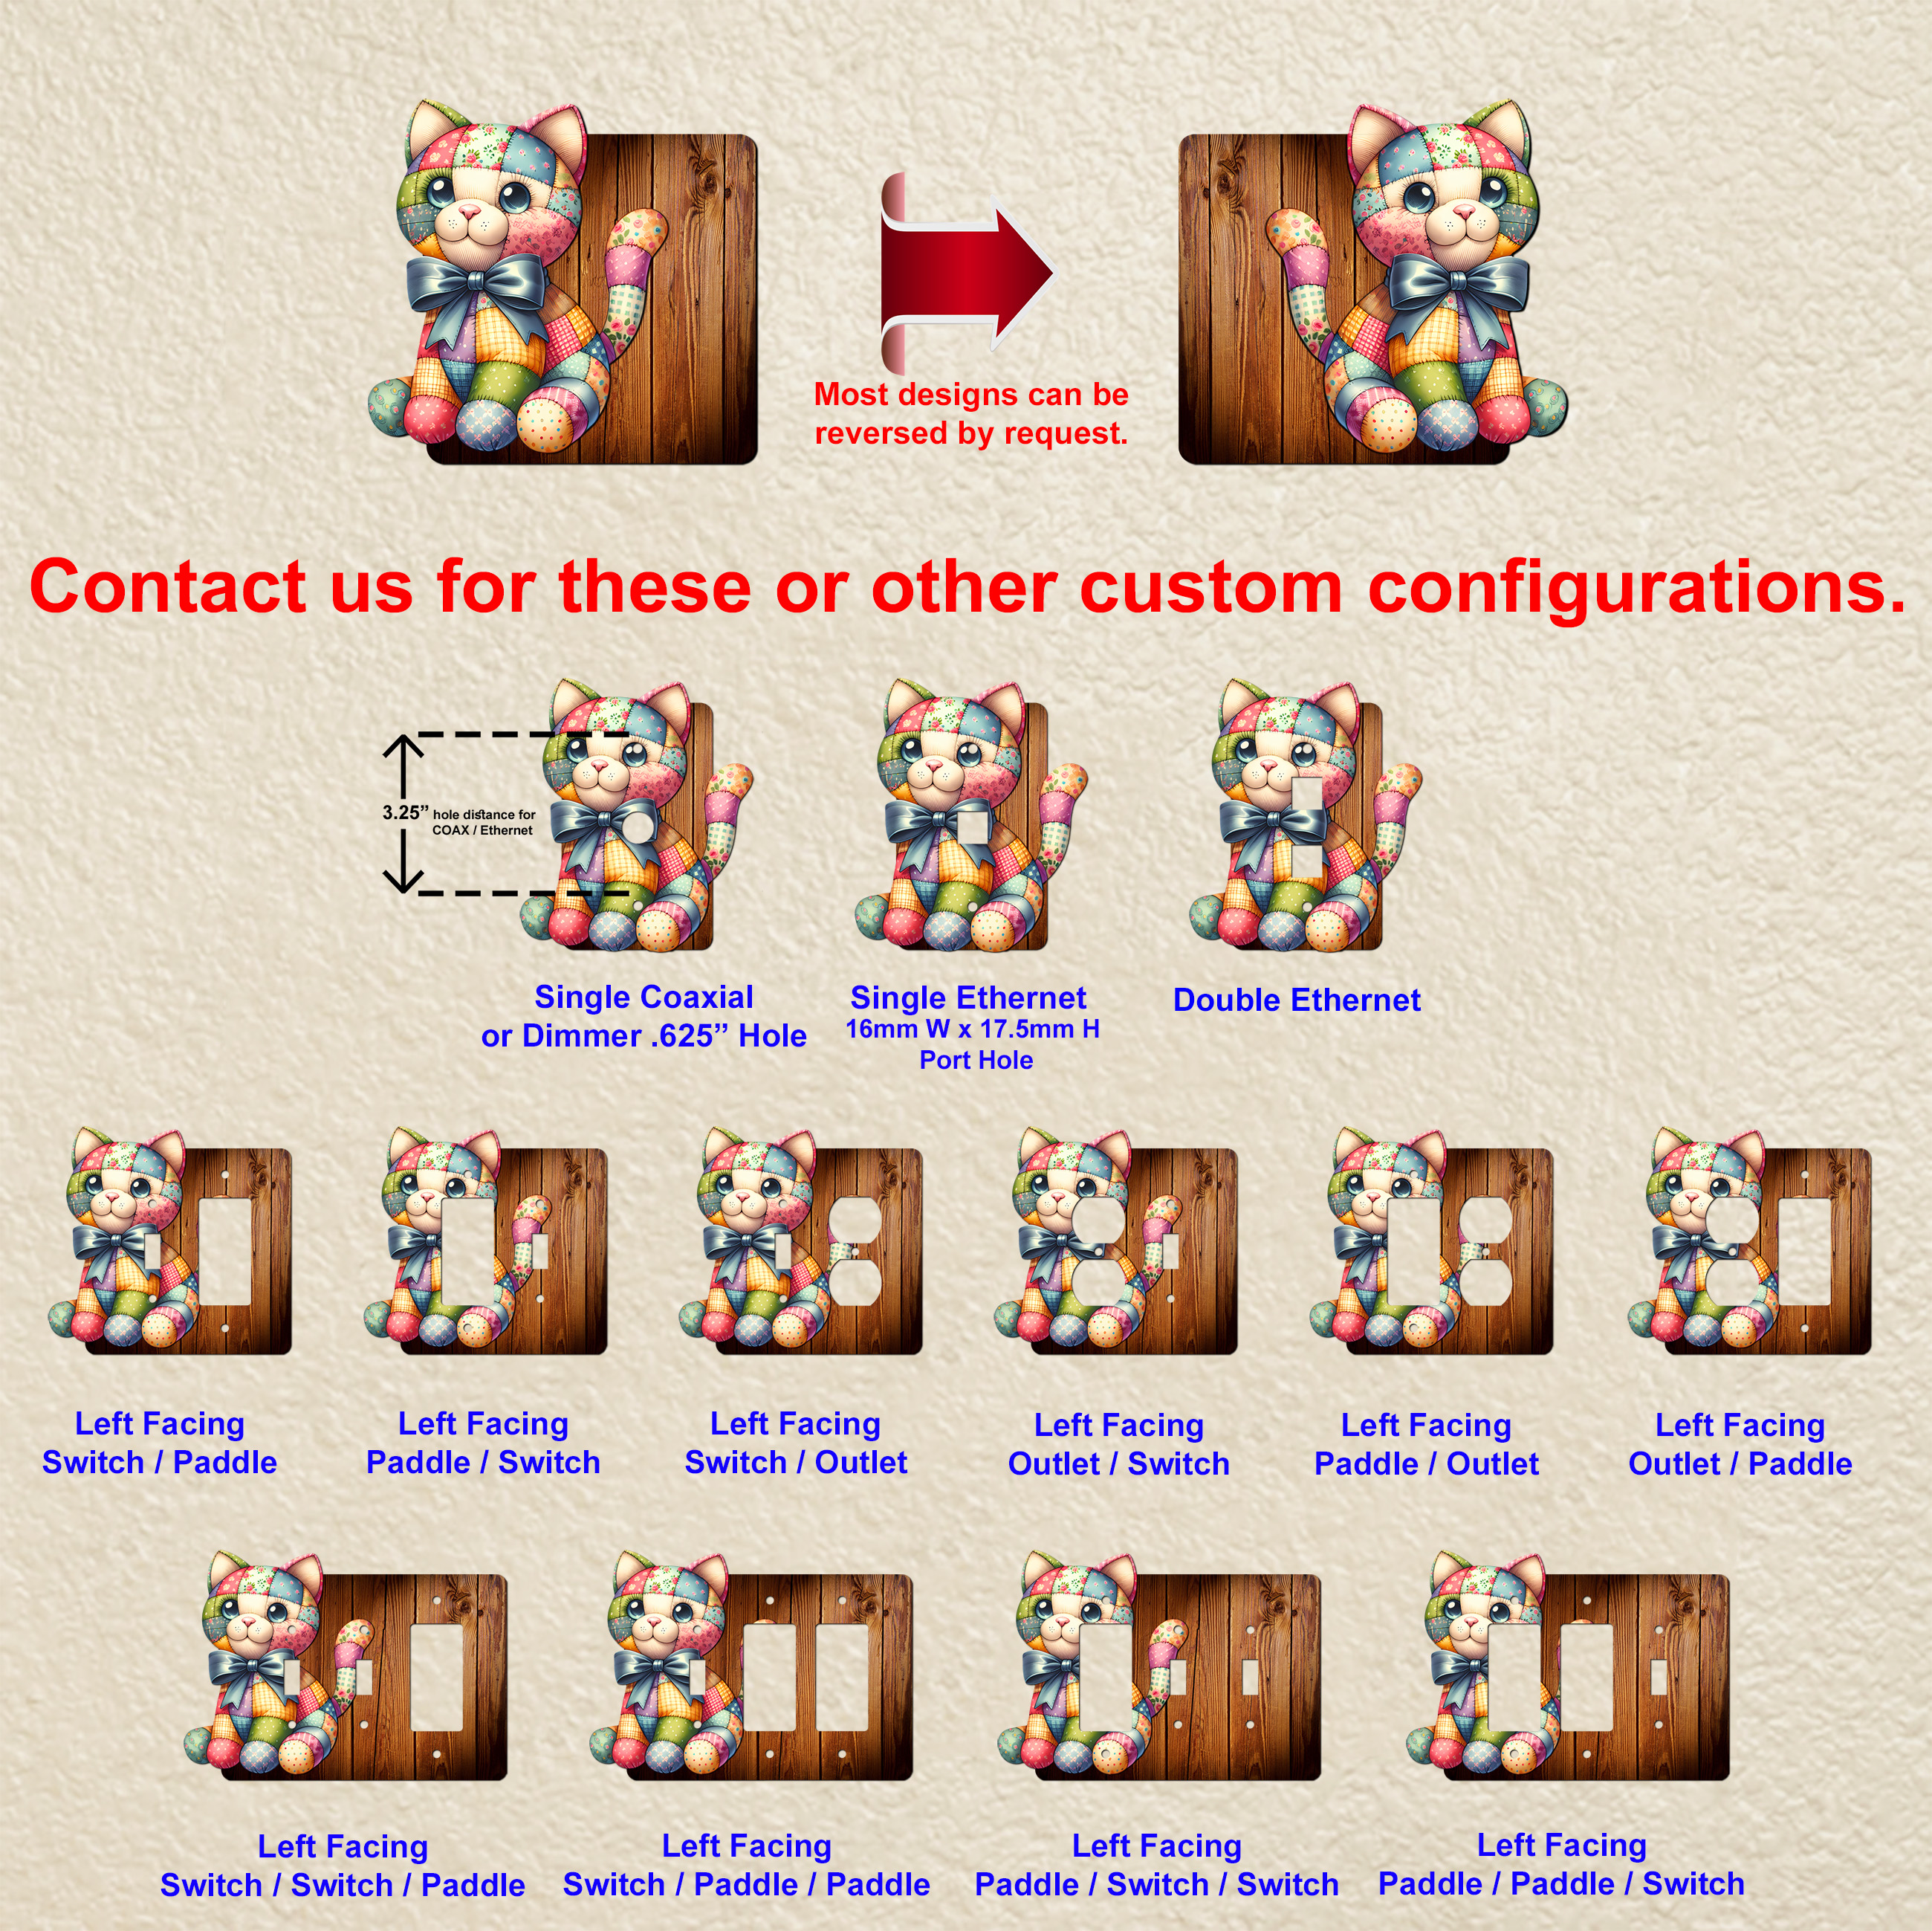 Most designs can be
reversed by request.
Contact us for these or other custom configurations.
3.25” hole distance for
COAX / Ethernet
Single Coaxial
or Dimmer .625” Hole
Single Ethernet
16mm W x 17.5mm H
Port Hole
Double Ethernet
Left Facing
Switch / Paddle
Left Facing
Paddle / Switch
Left Facing
Switch / Outlet
Left Facing
Outlet / Switch
Left Facing
Paddle / Outlet
Left Facing
Outlet / Paddle
Left Facing
Switch / Switch / Paddle
Left Facing
Switch / Paddle / Paddle
Left Facing
Paddle / Switch / Switch
Left Facing
Paddle / Paddle / Switch